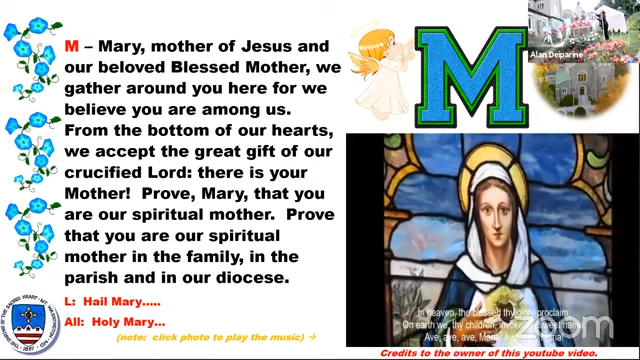 M – Mary, mother of Jesus and
our beloved Blessed Mother, we
gather around you here for we
believe you are among us.
From the bottom of our hearts,
we accept the great gift of our
crucified Lord: there is your
Mother!  Prove, Mary, that you
are our spiritual mother.  Prove
that you are our spiritual
mother in the family, in the
parish and in our diocese.
L:  Hail Mary.....
All:  Holy Mary...
(note:  click photo to play the music) →
M
Alan Deiparine
In heaven, the blessed thy glory proclaim
On earth we, thy children, invoke thy sweet name
Ave, ave, ave, Maria!
zoom
Credits to the owner of this youtube video.